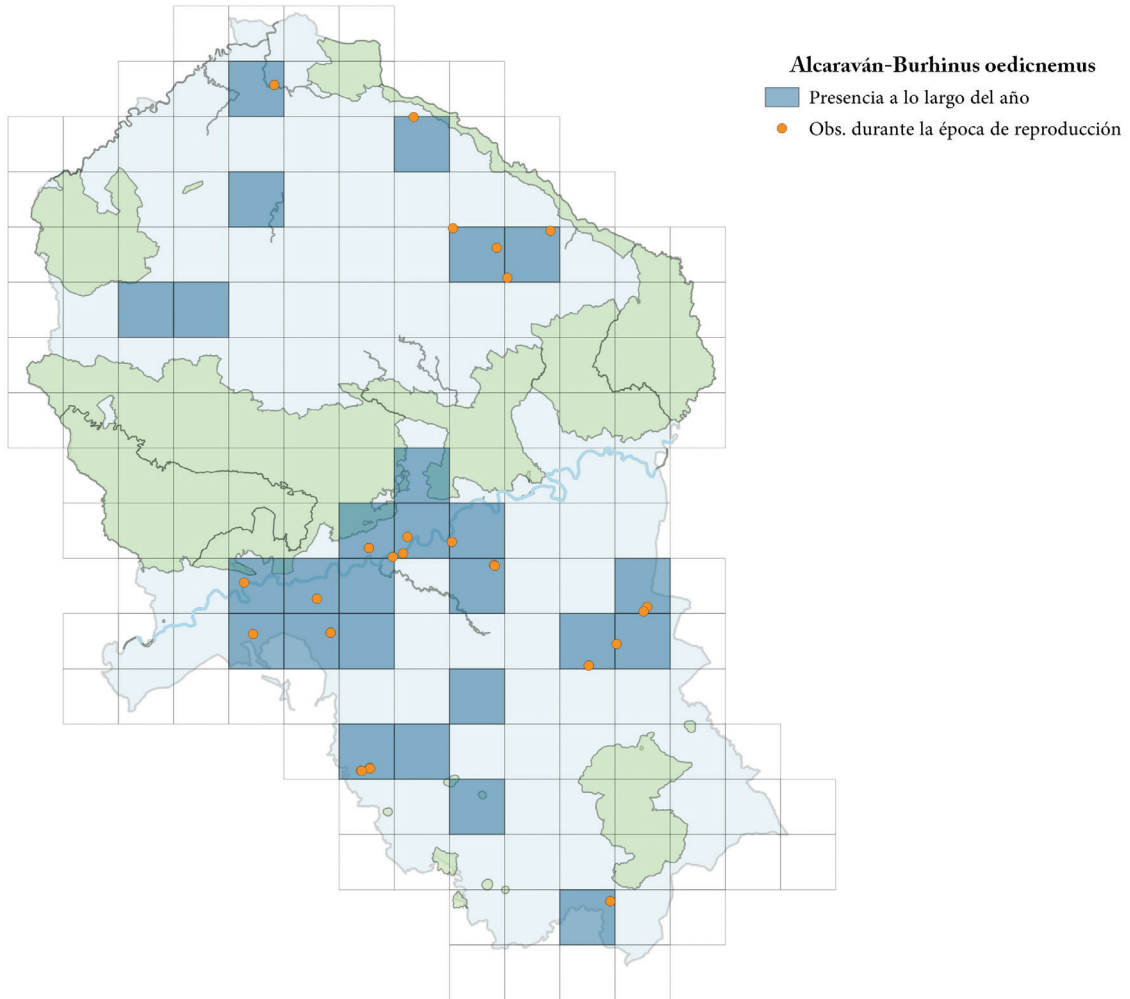 Alcaraván-Burhinus oedicnemus
Presencia a lo largo del año
Obs. durante la época de reproducción